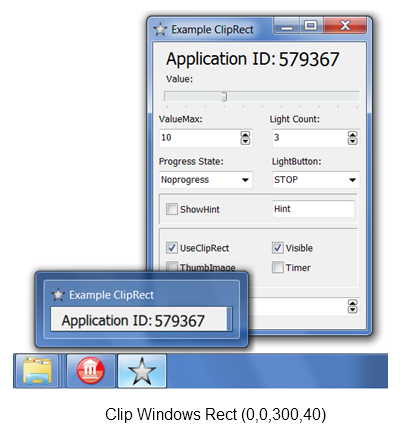 Example ClipRect
Application ID: 579367
Value:
ValueMax: Light Count:
10 3
Progress State: LightButton:
Noprogress STOP
ShowHint Hint
UseClipRect Visible
ThumbImage Timer
Example ClipRect
Application ID: 579367
Clip Windows Rect (0,0,300,40)